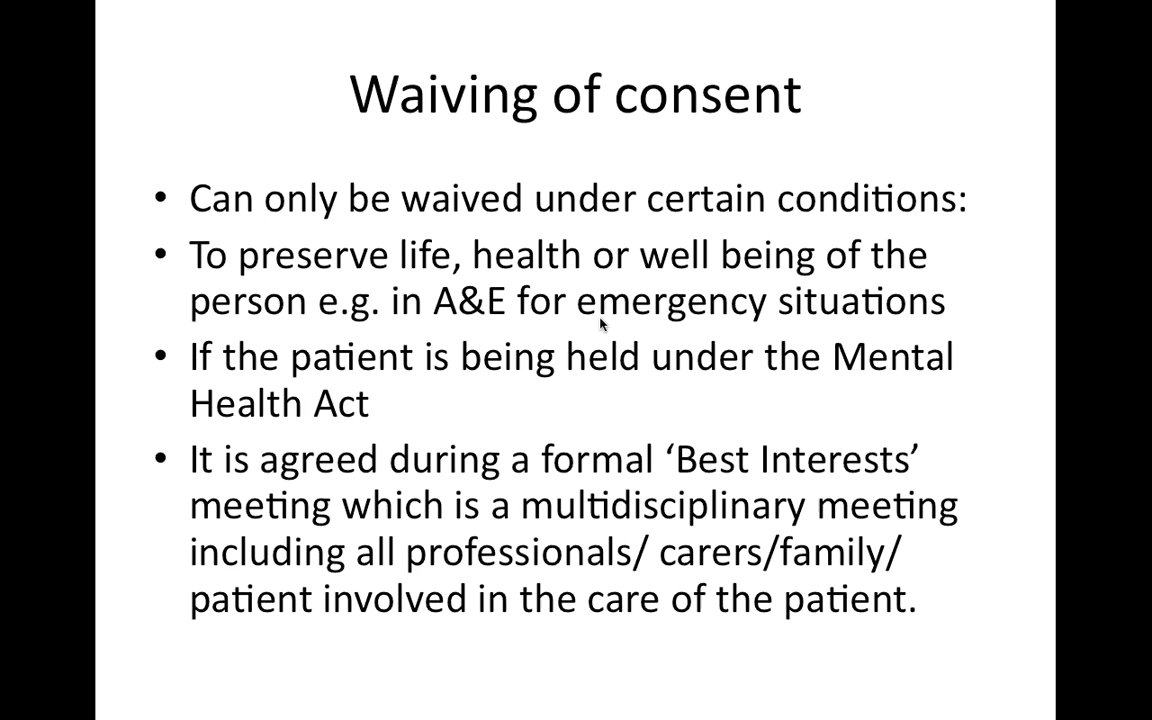 Waiving of consent
• Can only be waived under certain conditions:
• To preserve life, health or well being of the
person e.g. in A&E for emergency situations
• If the patient is being held under the Mental
Health Act
• It is agreed during a formal ‘Best Interests’
meeting which is a multidisciplinary meeting
including all professionals/ carers/family/
patient involved in the care of the patient.